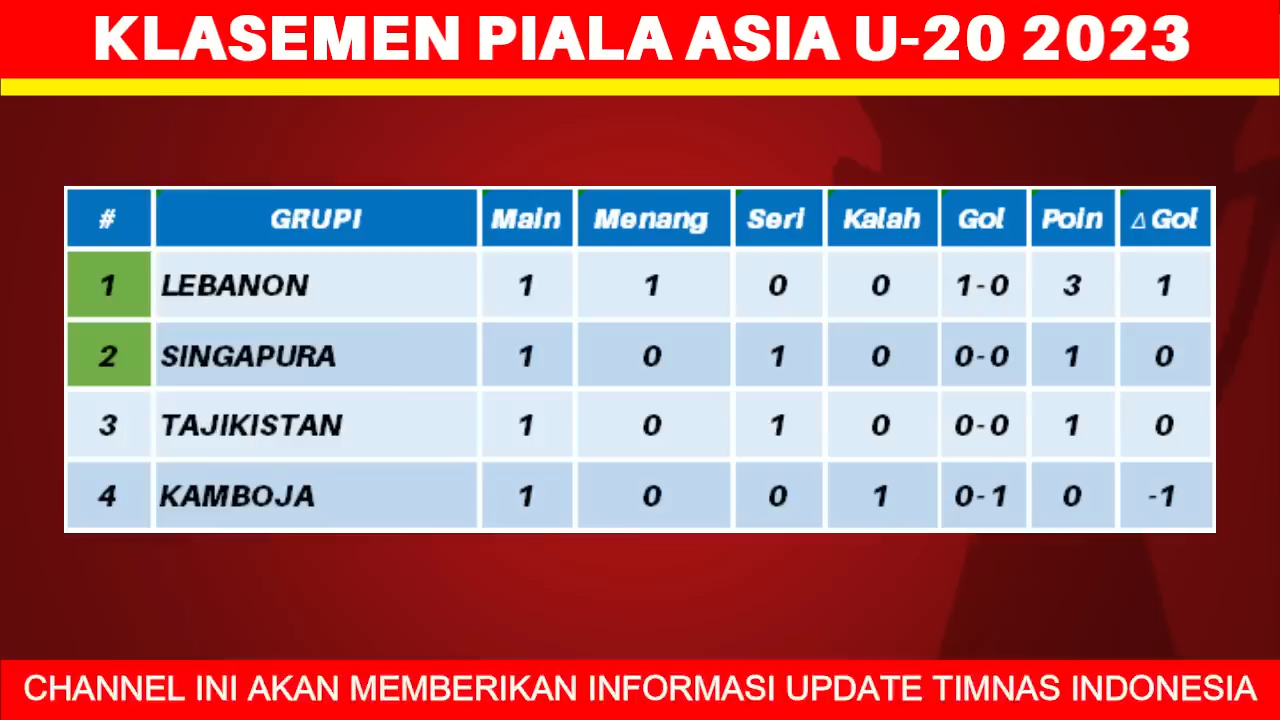 KLASEMEN PIALA ASIA U-20 2023
# GRUPI Main Menang Seri Kalah Gol Poin △ Gol
1 LEBANON 1 1 0 0 1-0 3 1
2 SINGAPURA 1 0 1 0 0-0 1 0
3 TAJIKISTAN 1 0 1 0 0-0 1 0
4 KAMBOJA 1 0 0 1 0-1 0 -1
CHANNEL INI AKAN MEMBERIKAN INFORMASI UPDATE TIMNAS INDONESIA